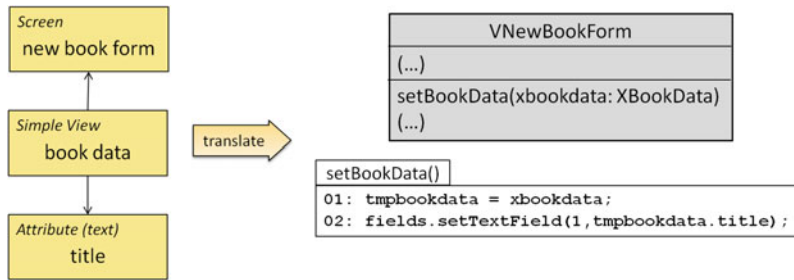 Screen
new book form
Simple View
book data
Attribute (text)
title
translate
VNewBookForm
(...)
setBookData(xbookdata: XBookData)
(...)
setBookData()
01: tmpbookdata = xbookdata;
02: fields.setTextField(1,tmpbookdata.title);